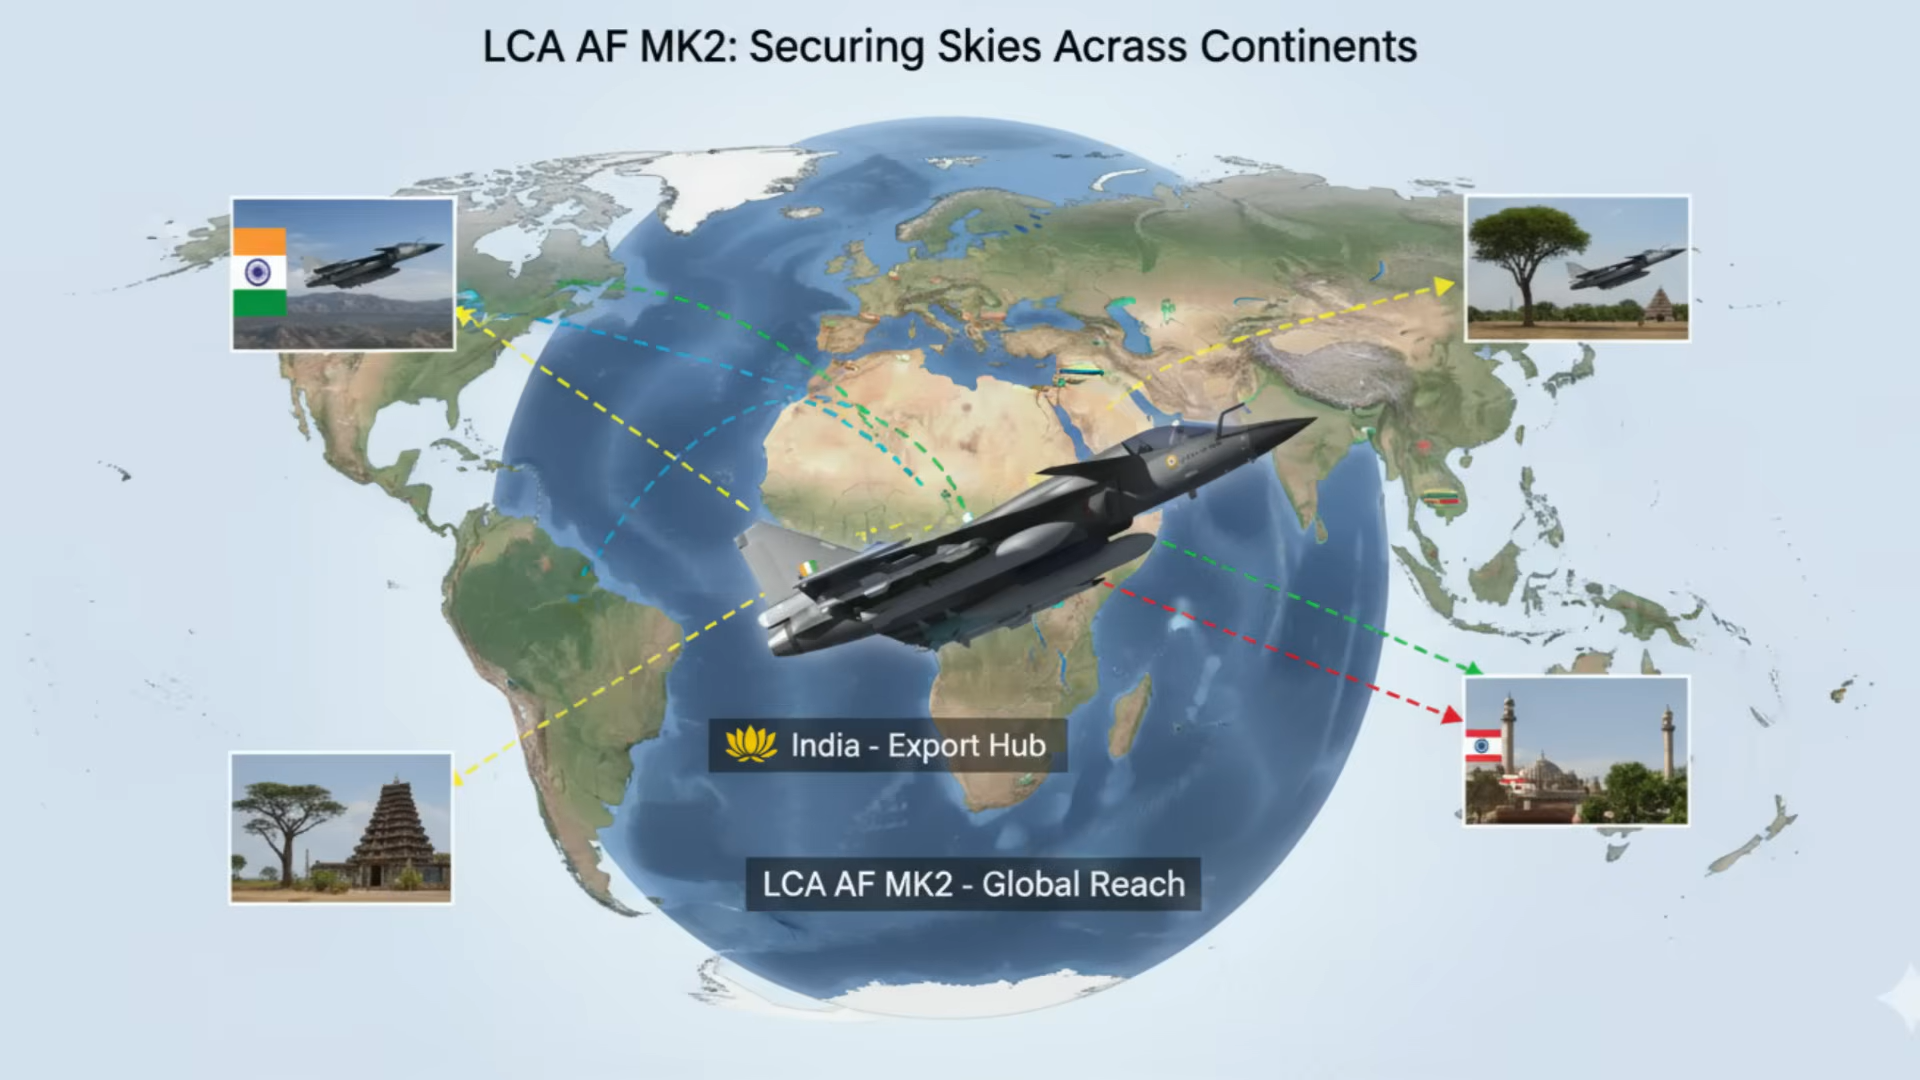 LCA AF MK2: Securing Skies Acrass Continents
India - Export Hub
LCA AF MK2 - Global Reach